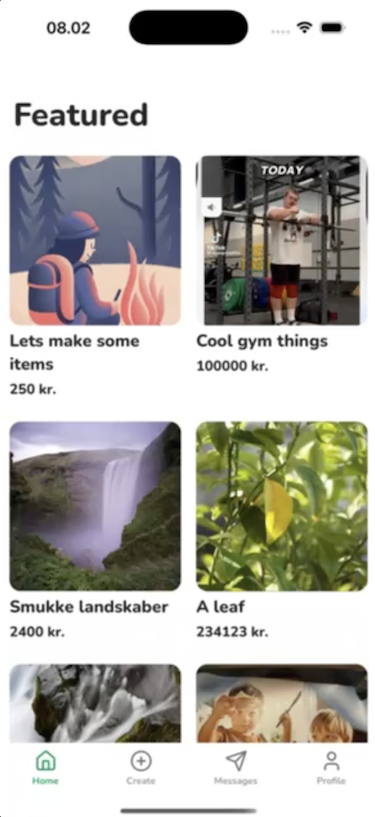 08.02
Featured
TODAY
TikTok
Lets make some
items
250 kr.
Cool gym things
100000 kr.
Smukke landskaber
2400 kr.
A leaf
234123 kr.
Home
Create
Messages
Profile